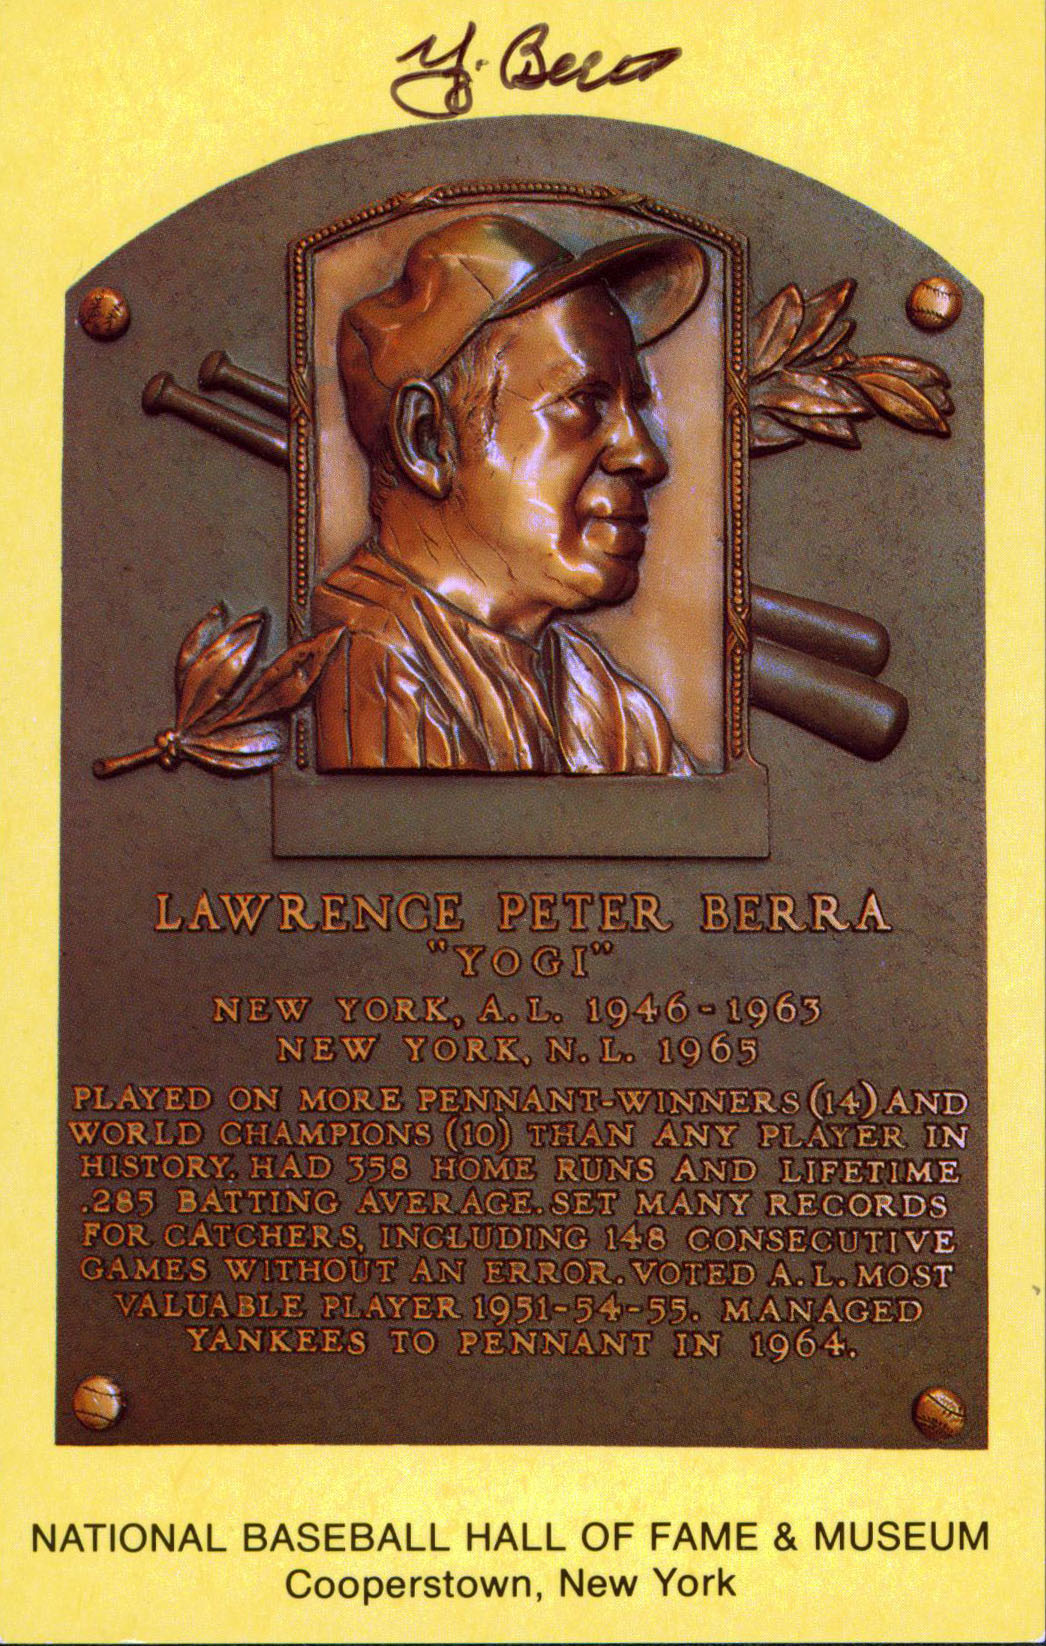 Y. Berra
LAWRENCE PETER BERRA
"YOGI"
NEW YORK, A.L. 1946-1963
NEW YORK, N.L. 1965
PLAYED ON MORE PENNANT-WINNERS (14) AND
WORLD CHAMPIONS (10) THAN ANY PLAYER IN
HISTORY. HAD 358 HOME RUNS AND LIFETIME
.285 BATTING AVERAGE. SET MANY RECORDS
FOR CATCHERS, INCLUDING 148 CONSECUTIVE
GAMES WITHOUT AN ERROR. VOTED A.L. MOST
VALUABLE PLAYER 1951-54-55. MANAGED
YANKEES TO PENNANT IN 1964.
NATIONAL BASEBALL HALL OF FAME & MUSEUM
Cooperstown, New York